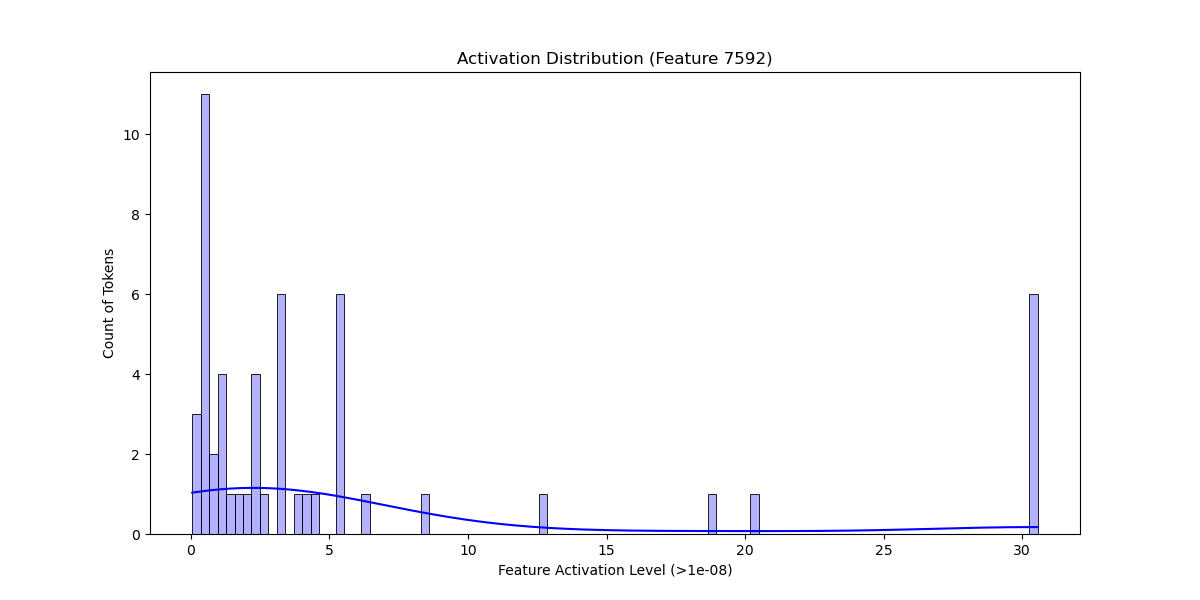 Activation Distribution (Feature 7592)
Count of Tokens
10
8
6
4
2
0
0 5 10 15 20 25 30
Feature Activation Level (>1e-08)